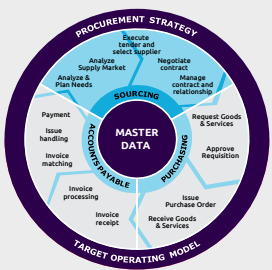 PROCUREMENT STRATEGY
Execute
tender and
select supplier
Analyze
Supply Market
Negotiate
contract
Analyze &
Plan Needs
Manage
contract and
relationship
SOURCING
Payment
Request Goods
& Services
Issue
handling
MASTER
DATA
Approve
Requisition
Invoice
matching
ACCOUNTS PAYABLE
PURCHASING
Invoice
processing
Issue
Purchase Order
Invoice
receipt
Receive Goods
& Services
TARGET OPERATING MODEL